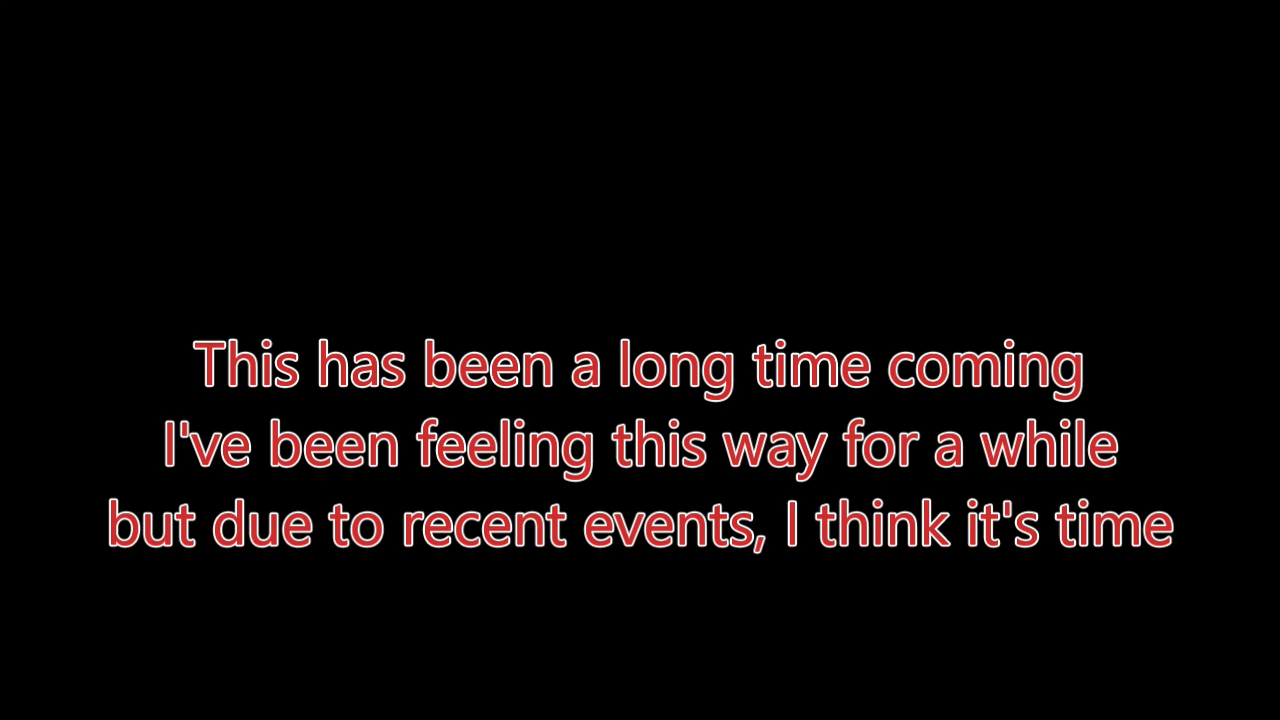 This has been a long time coming
I've been feeling this way for a while
but due to recent events, I think it's time